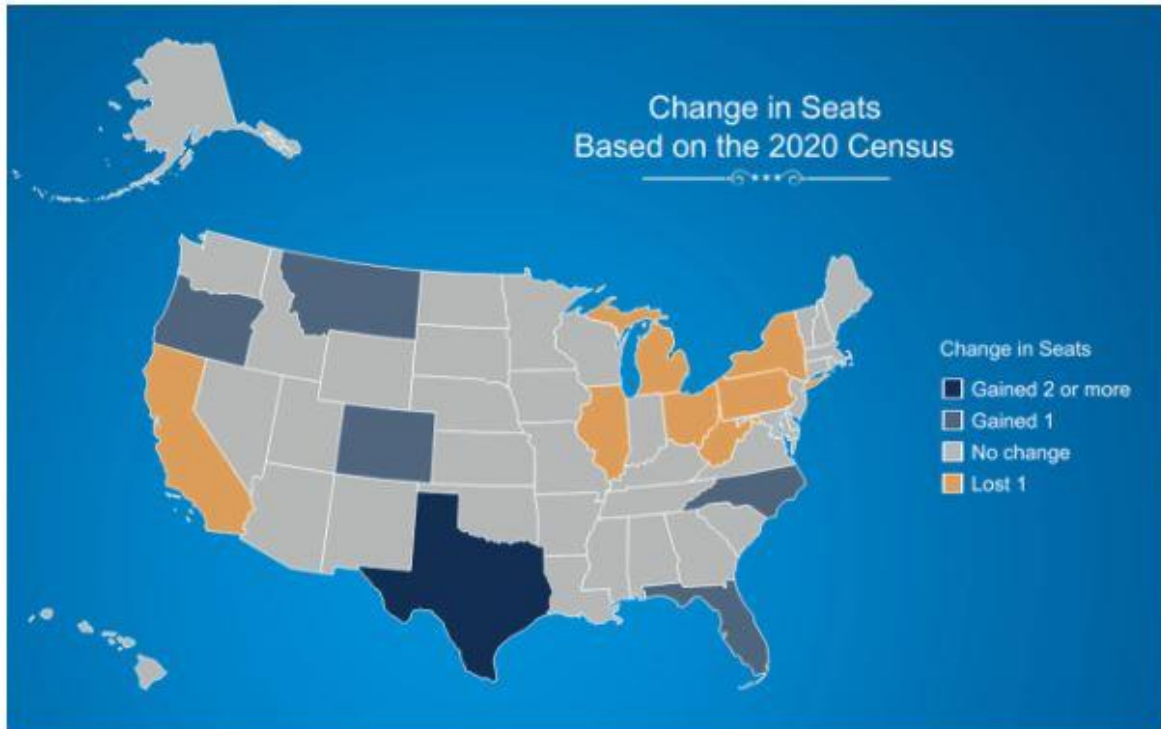 Change in Seats
Based on the 2020 Census
Change in Seats
Gained 2 or more
Gained 1
No change
Lost 1